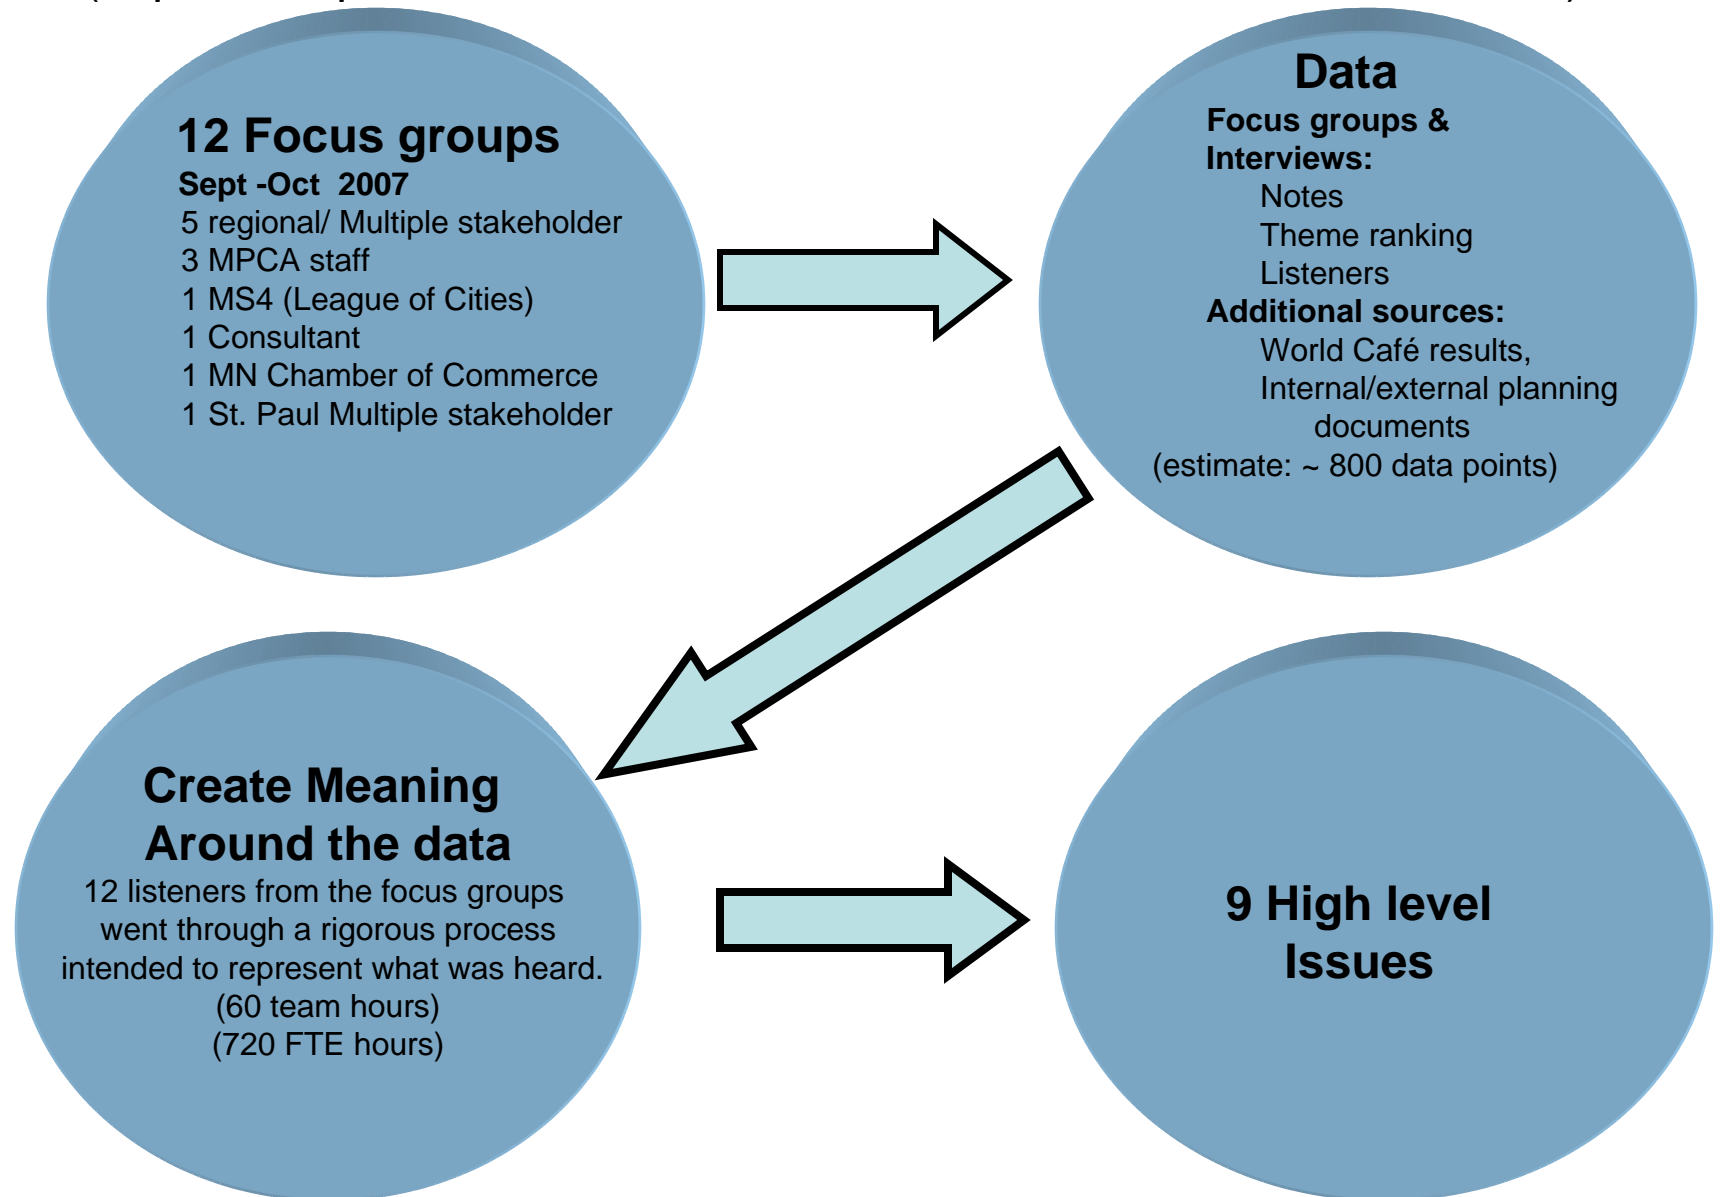 12 Focus groups
Sept -Oct  2007
5 regional/ Multiple stakeholder
3 MPCA staff
1 MS4 (League of Cities)
1 Consultant
1 MN Chamber of Commerce
1 St. Paul Multiple stakeholder
Data
Focus groups &
Interviews:
Notes
Theme ranking
Listeners
Additional sources:
World Café results,
Internal/external planning
documents
(estimate: ~ 800 data points)
Create Meaning
Around the data
12 listeners from the focus groups
went through a rigorous process
intended to represent what was heard.
(60 team hours)
(720 FTE hours)
9 High level
Issues